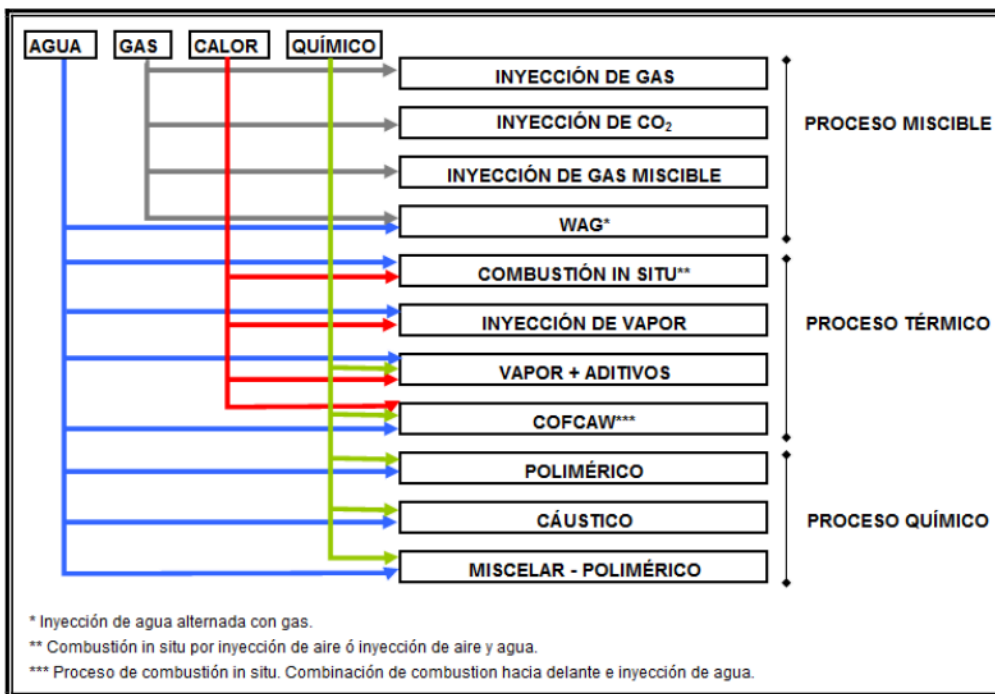 AGUA GAS CALOR QUÍMICO
INYECCIÓN DE GAS
INYECCIÓN DE CO₂
PROCESO MISCIBLE
INYECCIÓN DE GAS MISCIBLE
WAG*
COMBUSTIÓN IN SITU**
INYECCIÓN DE VAPOR
PROCESO TÉRMICO
VAPOR + ADITIVOS
COFCAW***
POLIMÉRICO
CÁUSTICO
PROCESO QUÍMICO
MISCELAR - POLIMÉRICO
* Inyección de agua alternada con gas.
** Combustión in situ por inyección de aire ó inyección de aire y agua.
*** Proceso de combustión in situ. Combinación de combustion hacia delante e inyección de agua.